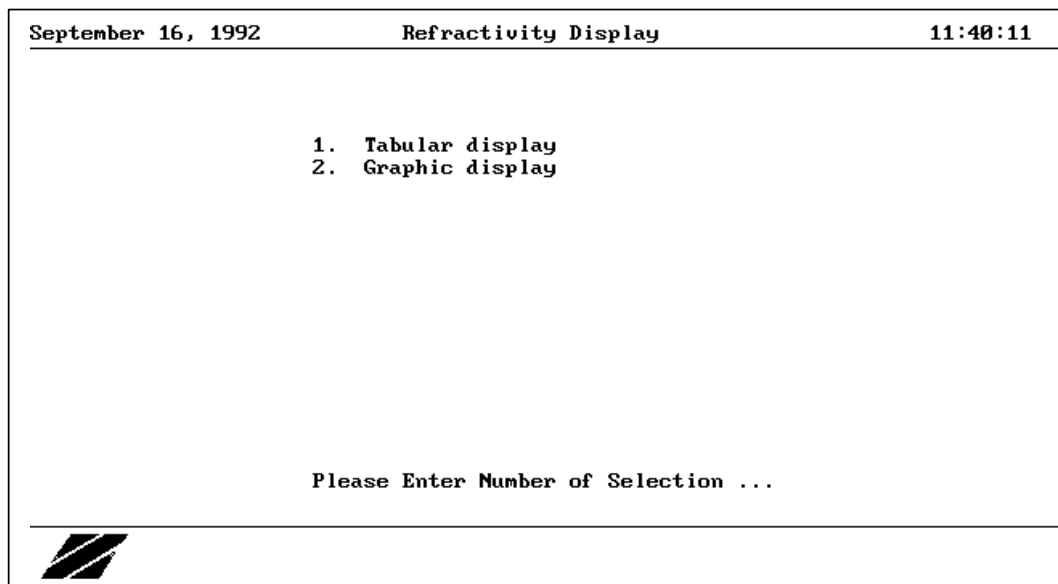 September 16, 1992 Refractivity Display 11:40:11
1. Tabular display
2. Graphic display
Please Enter Number of Selection ...